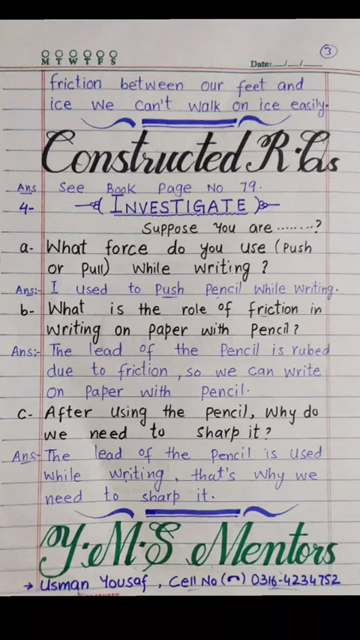 3
M T W T F S
Date: __/__/__
friction between our feet and
ice we can't walk on ice easily.
Constructed R.Qs
Ans See Book Page No 79.
4- INVESTIGATE
Suppose you are ........?
a- What force do you use (Push
or Pull) while writing ?
Ans:- I used to push pencil while writing.
b- What is the role of friction in
writing on paper with Pencil?
Ans:- The lead of the Pencil is rubed
due to friction, so we can write
on paper with pencil.
c- After using the pencil, why do
we need to sharp it?
Ans:- The lead of the pencil is used
while writing, that's why we
need to sharp it.
Y.M.S Mentors
→ Usman Yousaf, Cell No () 0316-4234752